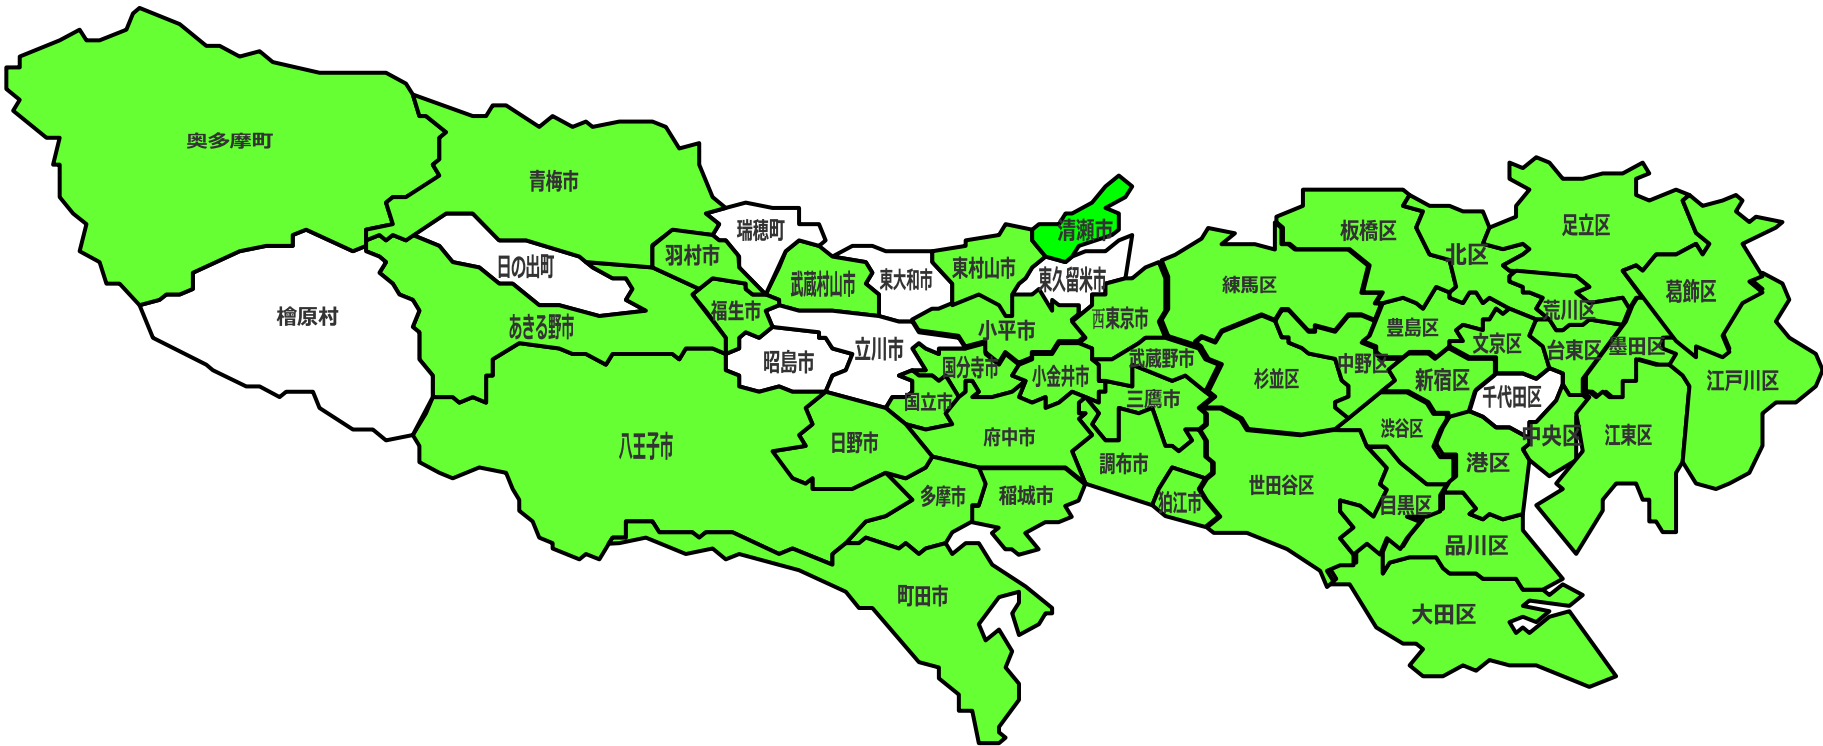 奥多摩町
青梅市
瑞穂町
羽村市
日の出町
武蔵村山市
東大和市
東村山市
清瀬市
東久留米市
板橋区
北区
足立区
葛飾区
練馬区
荒川区
檜原村
あきる野市
福生市
小平市
西東京市
豊島区
文京区
台東区
墨田区
昭島市
立川市
国分寺市
小金井市
武蔵野市
中野区
杉並区
新宿区
千代田区
江戸川区
国立市
三鷹市
渋谷区
中央区
江東区
八王子市
日野市
府中市
調布市
港区
世田谷区
多摩市
稲城市
狛江市
目黒区
品川区
町田市
大田区